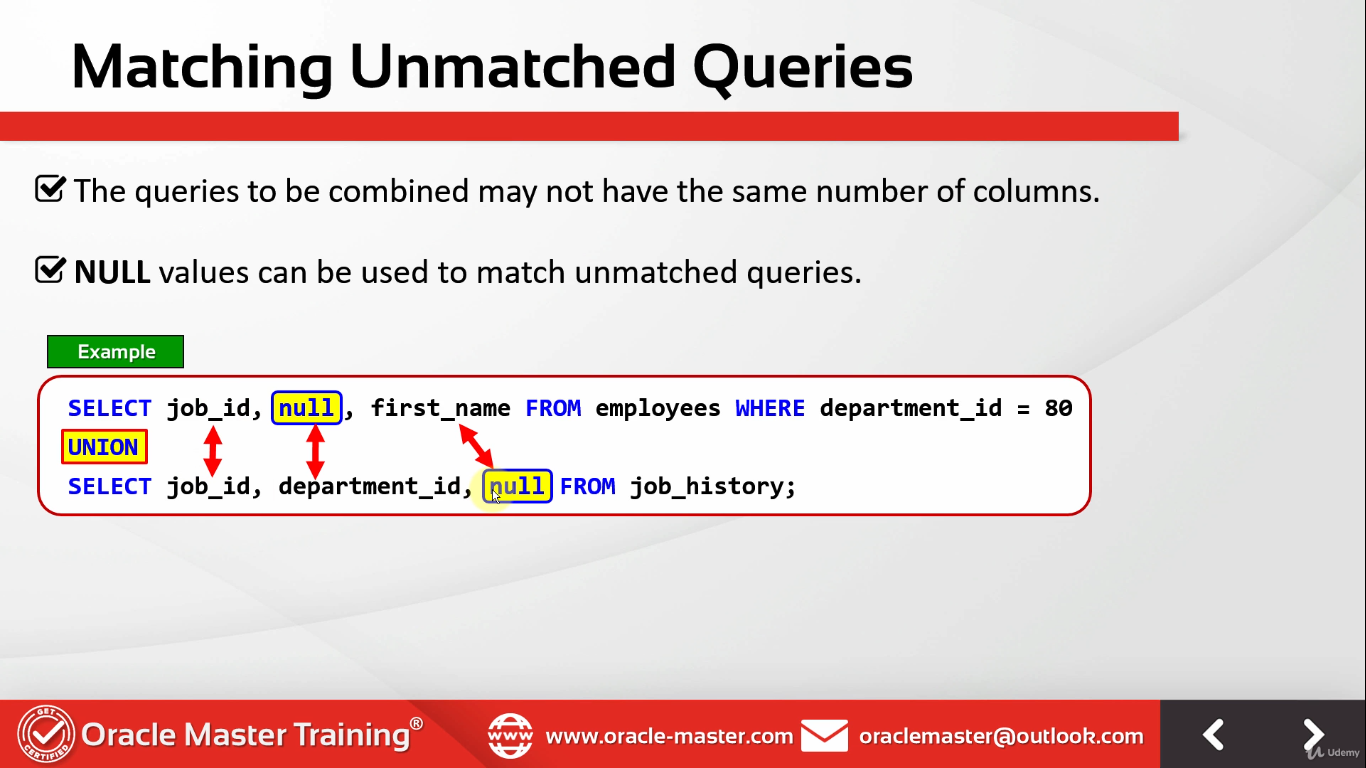 Matching Unmatched Queries
The queries to be combined may not have the same number of columns.
NULL values can be used to match unmatched queries.
Example
SELECT job_id, null, first_name FROM employees WHERE department_id = 80
UNION
SELECT job_id, department_id, null FROM job_history;
GET
CERTIFIED
Oracle Master Training®
www
www.oracle-master.com
oraclemaster@outlook.com
Udemy